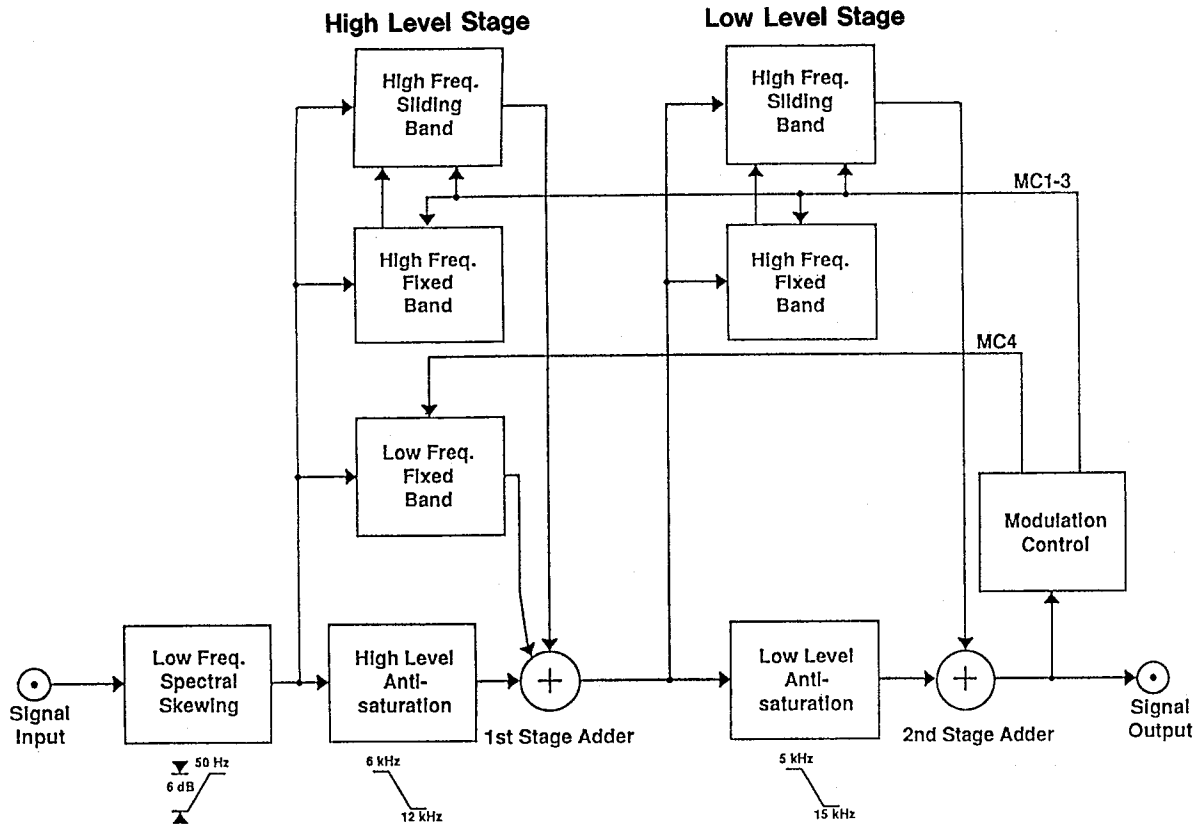 High Level Stage
Low Level Stage
High Freq.
Sliding
Band
High Freq.
Sliding
Band
MC1-3
High Freq.
Fixed
Band
High Freq.
Fixed
Band
MC4
Low Freq.
Fixed
Band
Modulation
Control
Low Freq.
Spectral
Skewing
High Level
Anti-
saturation
+
Low Level
Anti-
saturation
+
Signal
Input
1st Stage Adder
2nd Stage Adder
Signal
Output
50 Hz
6 dB
6 kHz
12 kHz
5 kHz
15 kHz